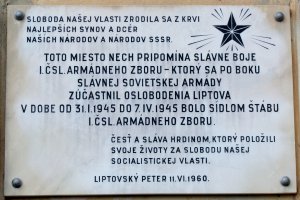 SLOBODA NAŠEJ VLASTI ZRODILA SA Z KRVI
NAJLEPŠÍCH SYNOV A DCÉR
NAŠICH NÁRODOV A NÁRODOV SSSR.
TOTO MIESTO NECH PRIPOMÍNA SLÁVNE BOJE
I. ČSL. ARMÁDNEHO ZBORU – KTORÝ SA PO BOKU
SLÁVNEJ SOVIETSKEJ ARMÁDY
ZÚČASTNIL OSLOBODENIA LIPTOVA
V DOBE OD 31. I. 1945 DO 7. IV. 1945 BOLO SÍDLOM ŠTÁBU
I. ČSL. ARMÁDNEHO ZBORU.
ČESŤ A SLÁVA HRDINOM, KTORÝ POLOŽILI
SVOJE ŽIVOTY ZA SLOBODU NAŠEJ
SOCIALISTICKEJ VLASTI.
LIPTOVSKÝ PETER 11. VI. 1960.